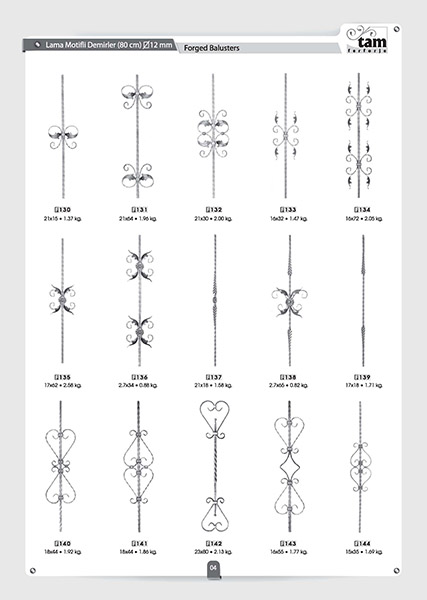 Lama Motifli Demirler (80 cm) 12 mm
Forged Balusters
tam
ferforje
130 131 132 133 134
21x15 • 1.37 kg. 21x64 • 1.96 kg. 21x30 • 2.00 kg. 16x32 • 1.47 kg. 16x72 • 2.05 kg.
135 136 137 138 139
17x62 • 2.58 kg. 2.7x34 • 0.88 kg. 21x18 • 1.58 kg. 2.7x65 • 0.82 kg. 17x18 • 1.71 kg.
140 141 142 143 144
18x44 • 1.92 kg. 18x44 • 1.86 kg. 23x80 • 2.13 kg. 16x55 • 1.77 kg. 15x35 • 1.69 kg.
04